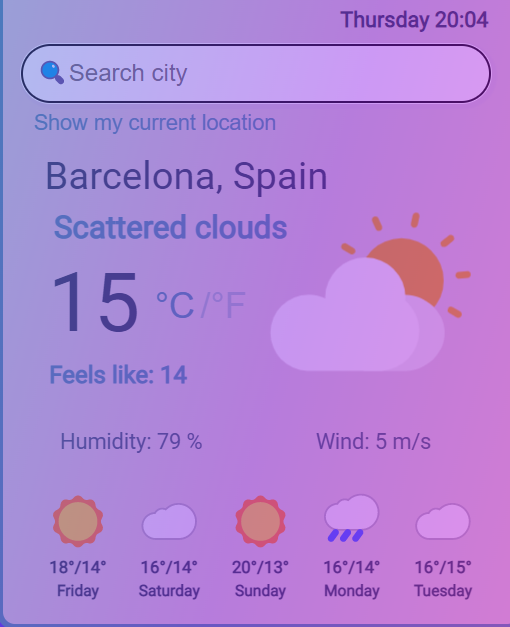 Thursday 20:04
Search city
Show my current location
Barcelona, Spain
Scattered clouds
15 °C/°F
Feels like: 14
Humidity: 79 % Wind: 5 m/s
18°/14° 16°/14° 20°/13° 16°/14° 16°/15°
Friday Saturday Sunday Monday Tuesday